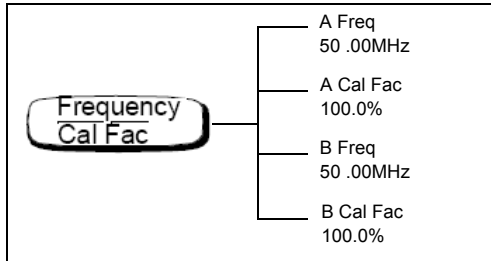 Frequency
Cal Fac
A Freq
50 .00MHz
A Cal Fac
100.0%
B Freq
50 .00MHz
B Cal Fac
100.0%